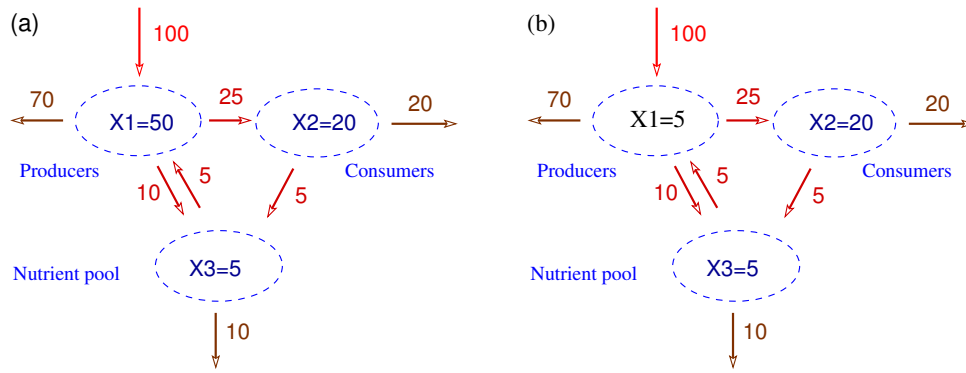 (a)
100
70
25
20
X1=50
X2=20
Producers
10
5
5
Consumers
Nutrient pool
X3=5
10
(b)
100
70
25
20
X1=5
X2=20
Producers
10
5
5
Consumers
Nutrient pool
X3=5
10